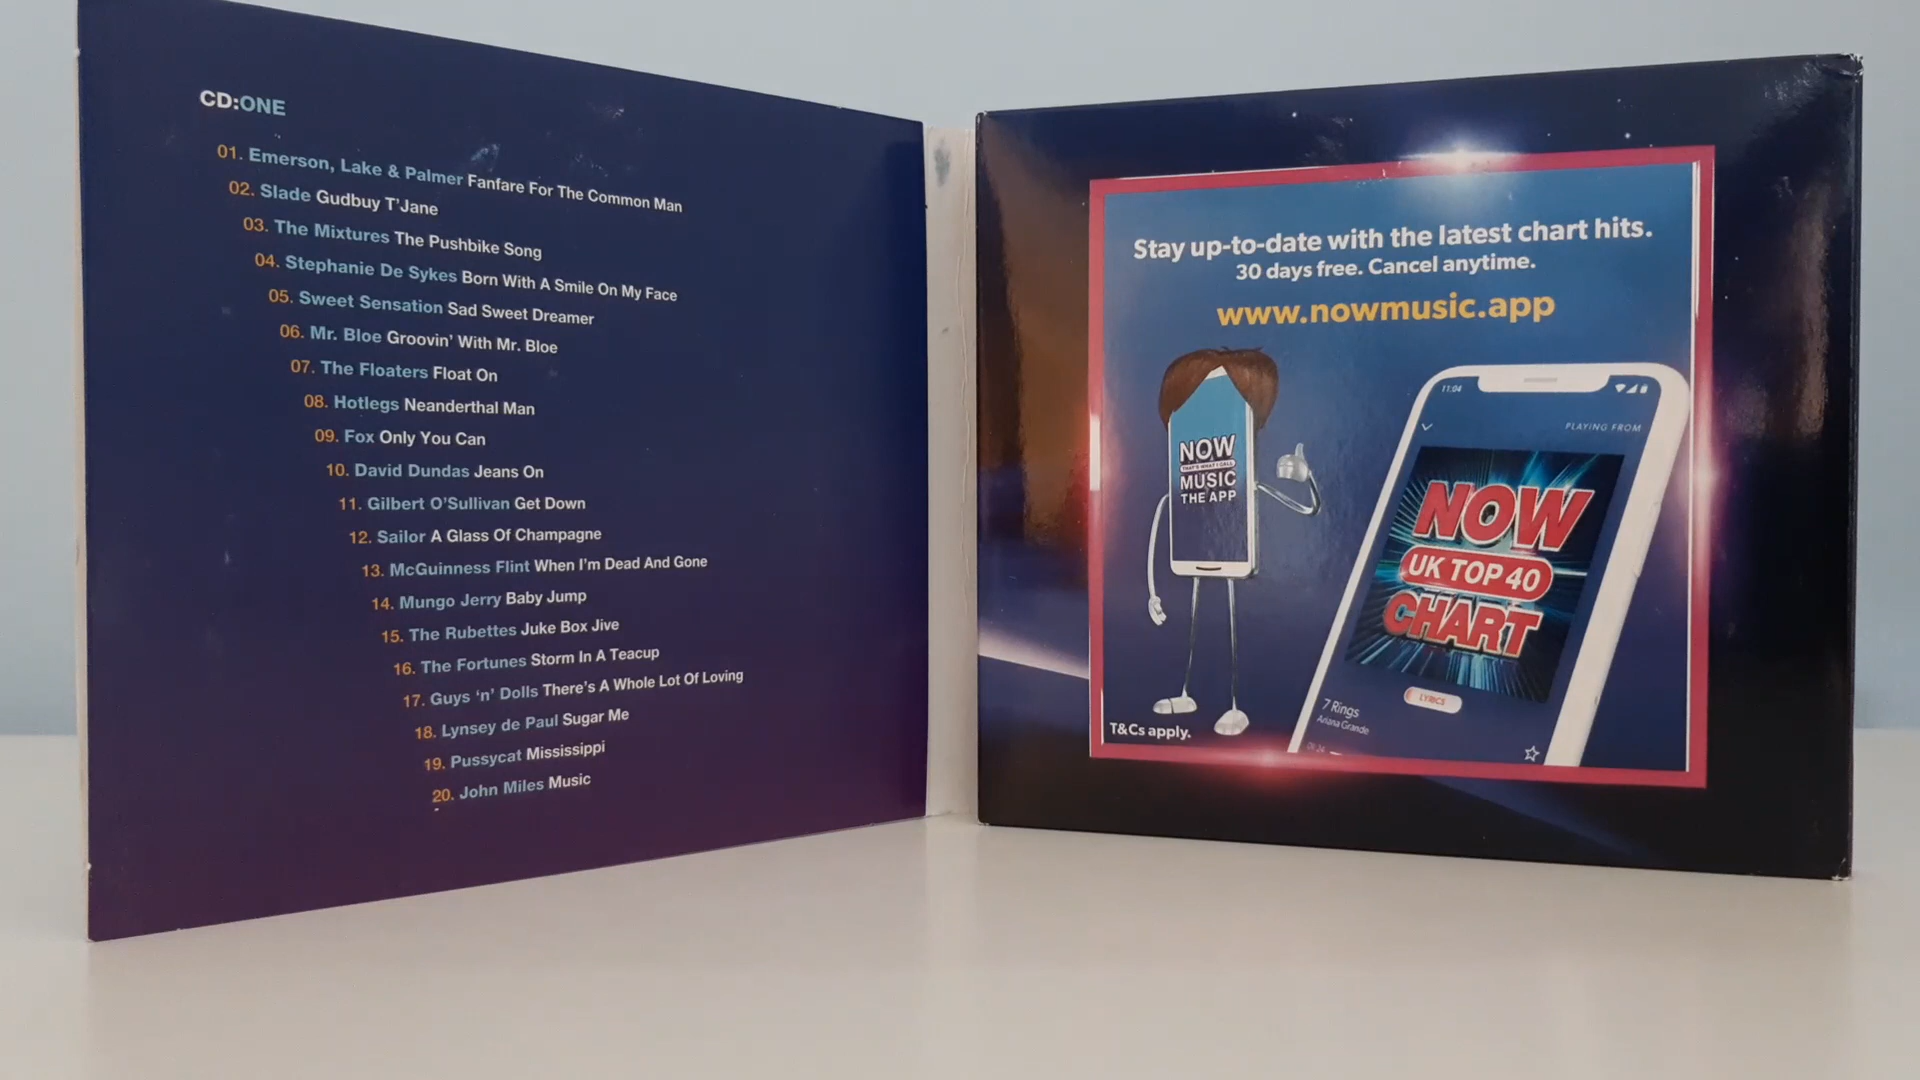 CD:ONE
01. Emerson, Lake & Palmer Fanfare For The Common Man
02. Slade Gudbuy T'Jane
03. The Mixtures The Pushbike Song
04. Stephanie De Sykes Born With A Smile On My Face
05. Sweet Sensation Sad Sweet Dreamer
06. Mr. Bloe Groovin' With Mr. Bloe
07. The Floaters Float On
08. Hotlegs Neanderthal Man
09. Fox Only You Can
10. David Dundas Jeans On
11. Gilbert O'Sullivan Get Down
12. Sailor A Glass Of Champagne
13. McGuinness Flint When I'm Dead And Gone
14. Mungo Jerry Baby Jump
15. The Rubettes Juke Box Jive
16. The Fortunes Storm In A Teacup
17. Guys 'n' Dolls There's A Whole Lot Of Loving
18. Lynsey de Paul Sugar Me
19. Pussycat Mississippi
20. John Miles Music
Stay up-to-date with the latest chart hits.
30 days free. Cancel anytime.
www.nowmusic.app
NOW
THAT'S WHAT I CALL
MUSIC
THE APP
T&Cs apply.
11:04
PLAYING FROM
NOW
UK TOP 40
CHART
LYRICS
7 Rings
Ariana Grande